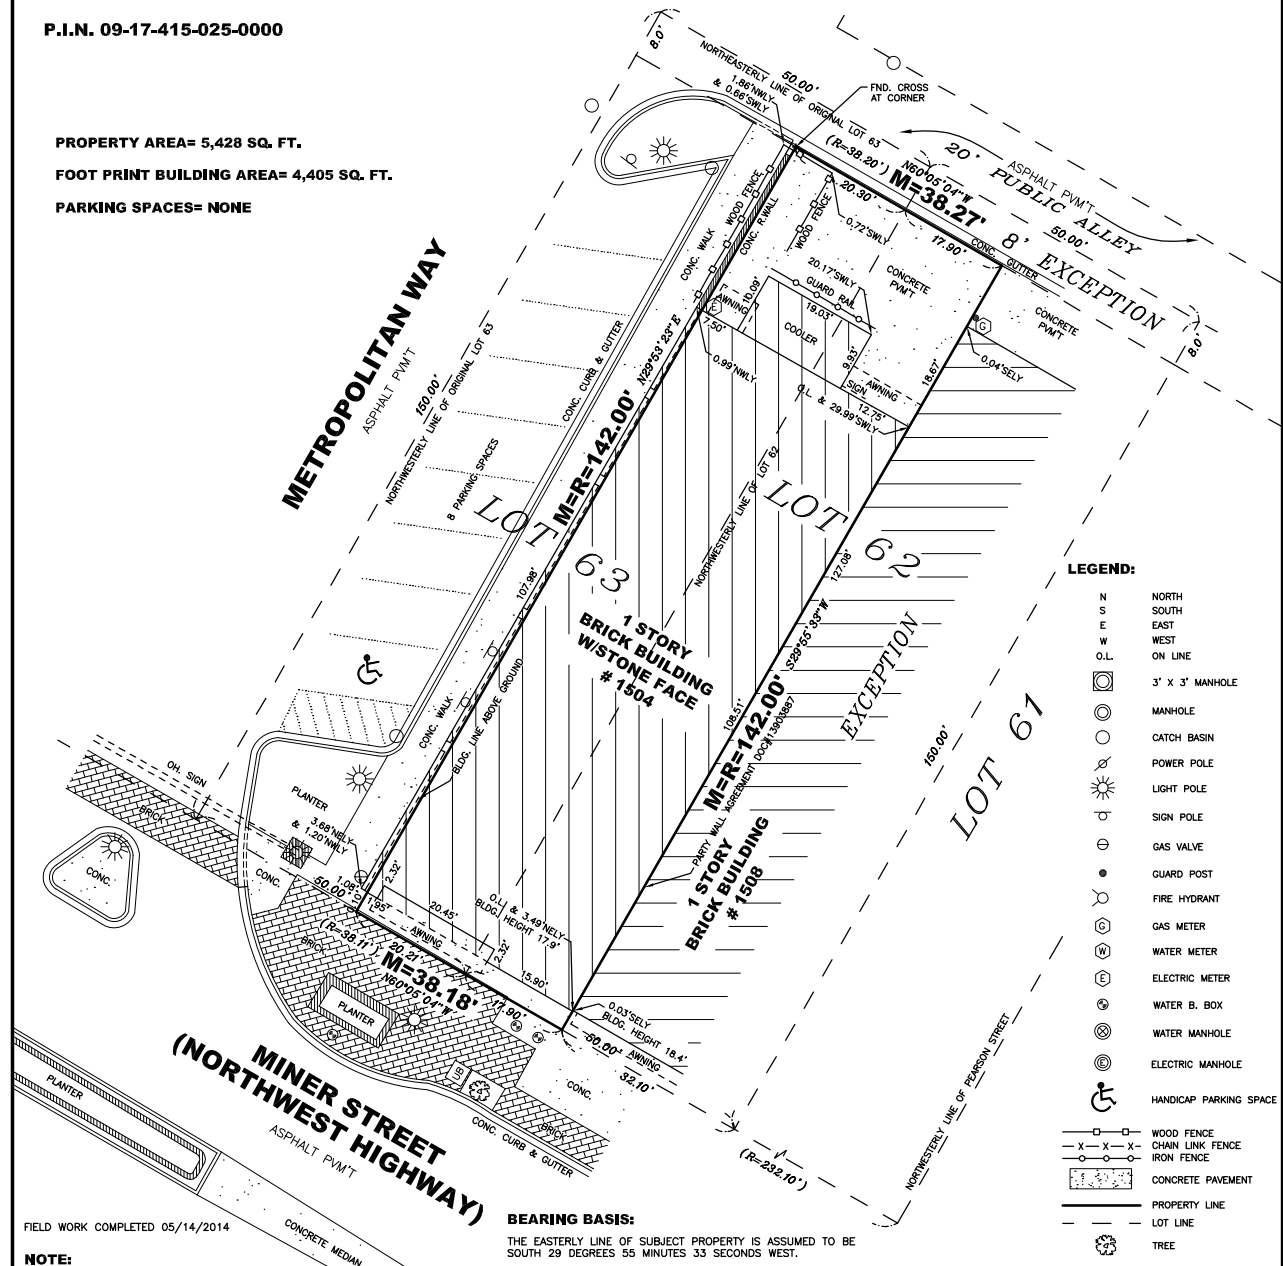 P.I.N. 09-17-415-025-0000
PROPERTY AREA= 5,428 SQ. FT.
FOOT PRINT BUILDING AREA= 4,405 SQ. FT.
PARKING SPACES= NONE
8.0'
NORTHEASTERLY LINE OF ORIGINAL LOT 63
50.00'
1.86'NWLY
& 0.66'SWLY
FND. CROSS
AT CORNER
(R=38.20')
N60°05'04"W
M=38.27'
20.30'
17.90'
20'
PUBLIC ALLEY
ASPHALT PVM'T
50.00'
8' EXCEPTION
CONC. GUTTER
8.0'
CONC. WALK
WOOD FENCE
CONC. R.WALL
WOOD FENCE
0.72'SWLY
20.17'SWLY
GUARD RAIL
CONCRETE
PVM'T
CONCRETE
PVM'T
G
0.04'SELY
AWNING
10.09'
19.03'
COOLER
E
7.50'
0.99'NWLY
9.93'
SIGN
AWNING
12.75'
18.67'
O.L. & 29.99'SWLY
METROPOLITAN WAY
ASPHALT PVM'T
150.00'
NORTHWESTERLY LINE OF ORIGINAL LOT 63
CONC. CURB & GUTTER
8 PARKING SPACES
N29°53'23"E
M=R=142.00'
LOT 63
107.98'
NORTHWESTERLY LINE OF LOT 62
LOT 62
127.08'
1 STORY
BRICK BUILDING
W/STONE FACE
# 1504
108.51'
M=R=142.00'
S29°55'33"W
PARTY WALL AGREEMENT DOC#13903887
EXCEPTION
150.00'
LOT 61
1 STORY
BRICK BUILDING
# 1508
CONC. WALK
BLDG. LINE ABOVE GROUND
OH. SIGN
BRICK
PLANTER
3.68'NELY
& 1.20'NWLY
CONC.
CONC.
50.00'
1.08'
1.95'
2.32'
20.45'
AWNING
2.32'
O.L. & 3.49'NELY
BLDG. HEIGHT 17.9'
15.90'
(R=38.11')
20.21'
M=38.18'
N60°05'04"W
17.90'
BRICK
PLANTER
0.03'SELY
BLDG. HEIGHT 18.4'
50.00'
AWNING
32.10'
CONC.
UB
BRICK
CONC. CURB & GUTTER
(R=232.10')
NORTWESTERLY LINE OF PEARSON STREET
MINER STREET
(NORTHWEST HIGHWAY)
ASPHALT PVM'T
PLANTER
CONCRETE MEDIAN
FIELD WORK COMPLETED 05/14/2014
NOTE:
BEARING BASIS:
THE EASTERLY LINE OF SUBJECT PROPERTY IS ASSUMED TO BE
SOUTH 29 DEGREES 55 MINUTES 33 SECONDS WEST.
LEGEND:
N NORTH
S SOUTH
E EAST
W WEST
O.L. ON LINE
3' X 3' MANHOLE
MANHOLE
CATCH BASIN
POWER POLE
LIGHT POLE
SIGN POLE
GAS VALVE
GUARD POST
FIRE HYDRANT
G GAS METER
W WATER METER
E ELECTRIC METER
WATER B. BOX
WATER MANHOLE
E ELECTRIC MANHOLE
HANDICAP PARKING SPACE
WOOD FENCE
X X X CHAIN LINK FENCE
IRON FENCE
CONCRETE PAVEMENT
PROPERTY LINE
LOT LINE
TREE